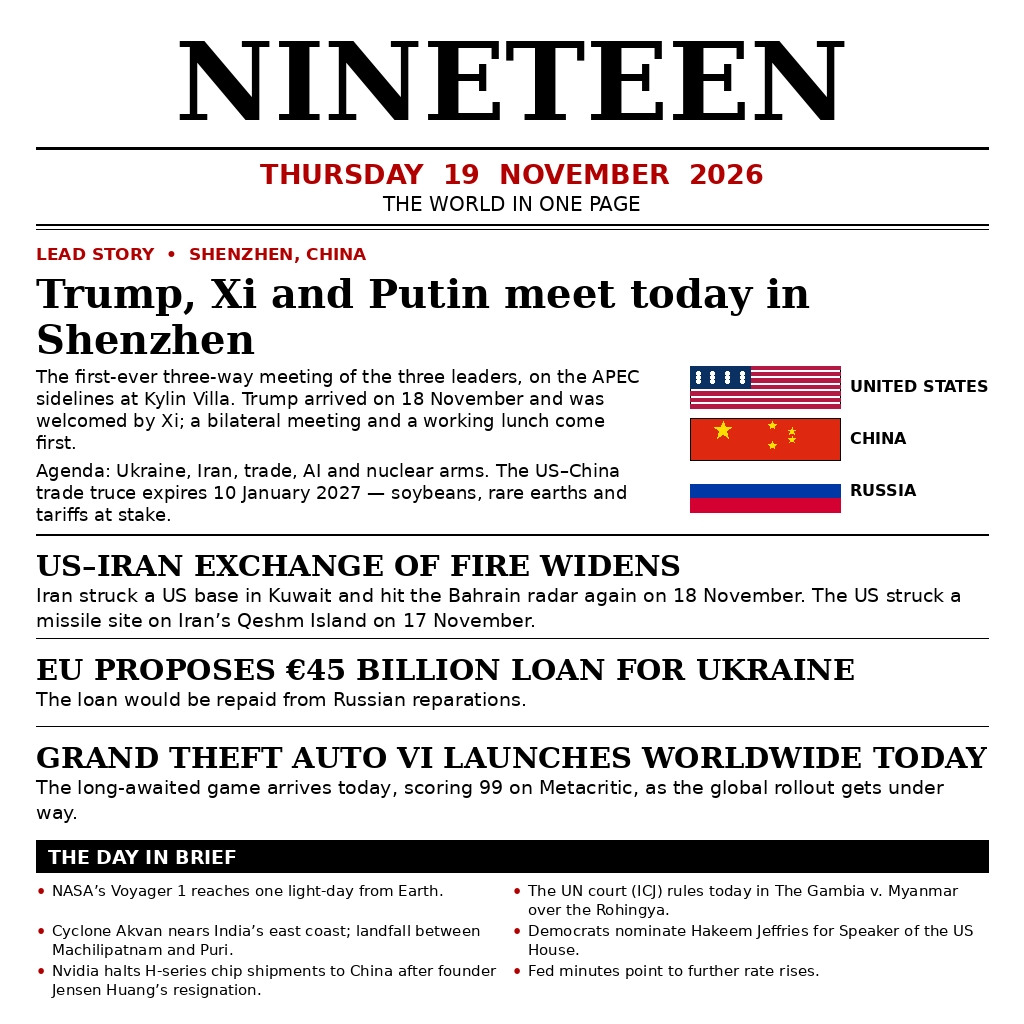 NINETEEN
THURSDAY 19 NOVEMBER 2026
THE WORLD IN ONE PAGE
LEAD STORY • SHENZHEN, CHINA
Trump, Xi and Putin meet today in
Shenzhen
The first-ever three-way meeting of the three leaders, on the APEC
sidelines at Kylin Villa. Trump arrived on 18 November and was
welcomed by Xi; a bilateral meeting and a working lunch come
first.
Agenda: Ukraine, Iran, trade, AI and nuclear arms. The US–China
trade truce expires 10 January 2027 — soybeans, rare earths and
tariffs at stake.
UNITED STATES
CHINA
RUSSIA
US–IRAN EXCHANGE OF FIRE WIDENS
Iran struck a US base in Kuwait and hit the Bahrain radar again on 18 November. The US struck a
missile site on Iran’s Qeshm Island on 17 November.
EU PROPOSES €45 BILLION LOAN FOR UKRAINE
The loan would be repaid from Russian reparations.
GRAND THEFT AUTO VI LAUNCHES WORLDWIDE TODAY
The long-awaited game arrives today, scoring 99 on Metacritic, as the global rollout gets under
way.
THE DAY IN BRIEF
• NASA’s Voyager 1 reaches one light-day from Earth.
• Cyclone Akvan nears India’s east coast; landfall between
Machilipatnam and Puri.
• Nvidia halts H-series chip shipments to China after founder
Jensen Huang’s resignation.
• The UN court (ICJ) rules today in The Gambia v. Myanmar
over the Rohingya.
• Democrats nominate Hakeem Jeffries for Speaker of the US
House.
• Fed minutes point to further rate rises.